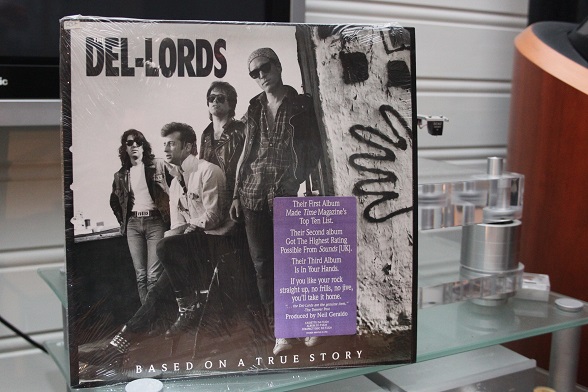 DEL-LORDS
Their First Album
Made Time Magazine's
Top Ten List.
Their Second album
Got The Highest Rating
Possible From Sounds [UK].
Their Third Album
Is In Your Hands.
If you like your rock
straight up, no frills, no jive,
you'll take it home.
Produced by Neil Geraldo
BASED ON A TRUE STORY